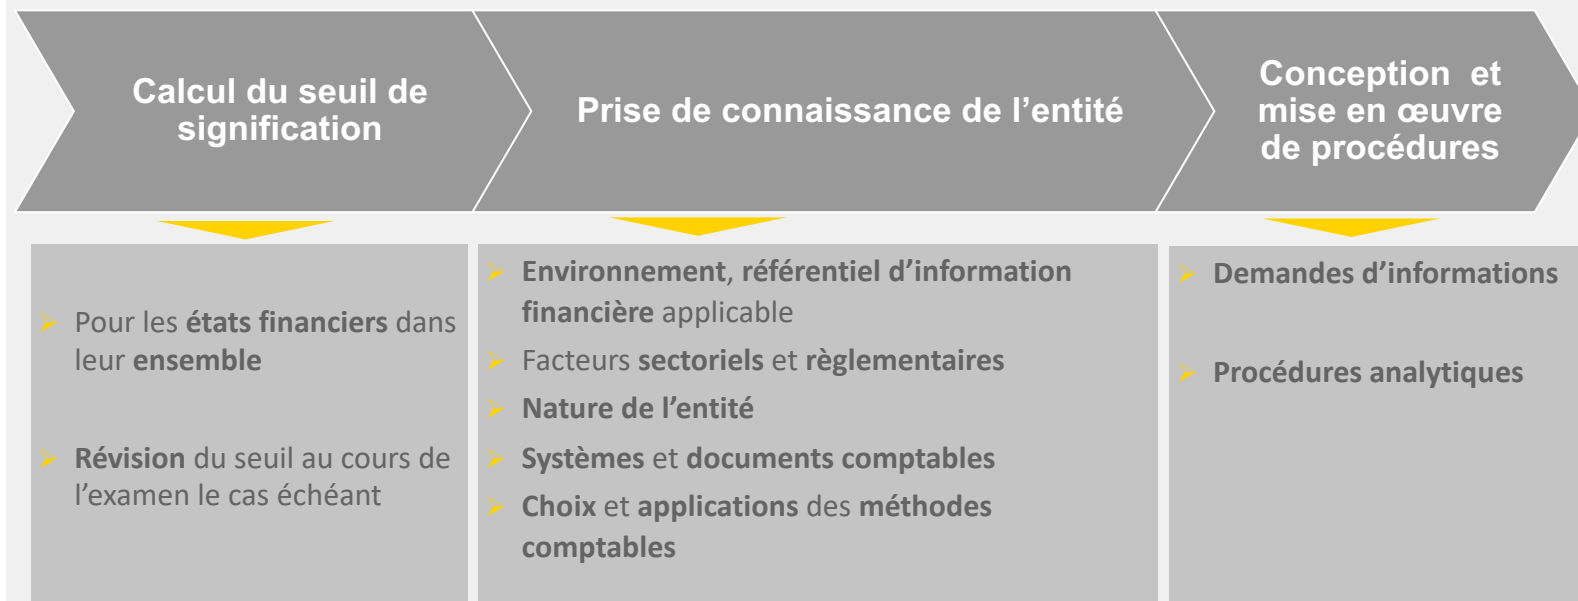 Calcul du seuil de
signification
Prise de connaissance de l’entité
Conception et
mise en œuvre
de procédures
Pour les états financiers dans
leur ensemble
Révision du seuil au cours de
l’examen le cas échéant
Environnement, référentiel d’information
financière applicable
Facteurs sectoriels et règlementaires
Nature de l’entité
Systèmes et documents comptables
Choix et applications des méthodes
comptables
Demandes d’informations
Procédures analytiques